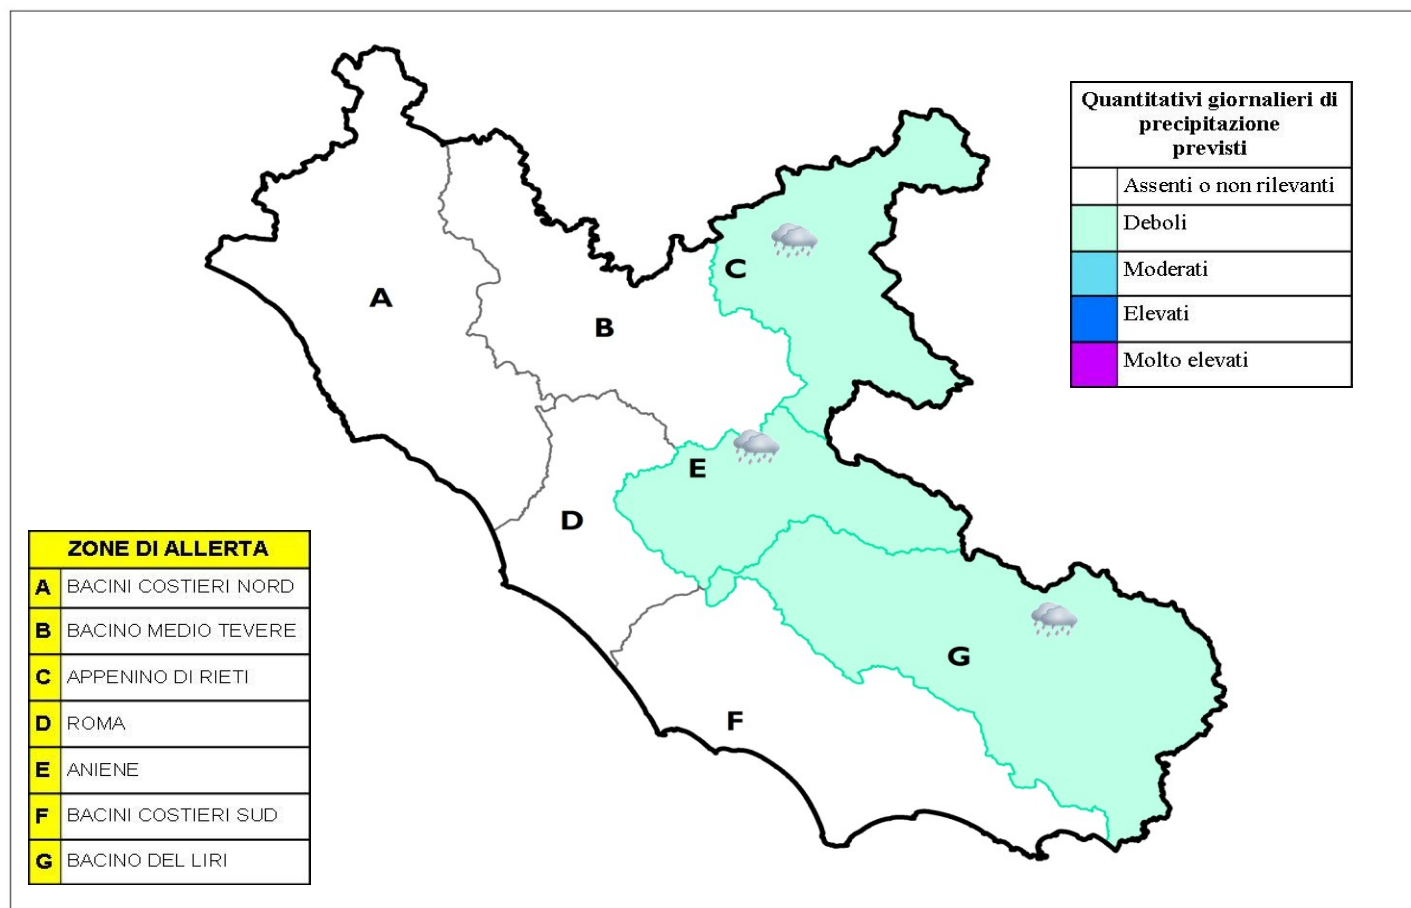 Quantitativi giornalieri di
precipitazione
previsti
Assenti o non rilevanti
Deboli
Moderati
Elevati
Molto elevati
A
B
C
D
E
F
G
ZONE DI ALLERTA
A BACINI COSTIERI NORD
B BACINO MEDIO TEVERE
C APPENINO DI RIETI
D ROMA
E ANIENE
F BACINI COSTIERI SUD
G BACINO DEL LIRI